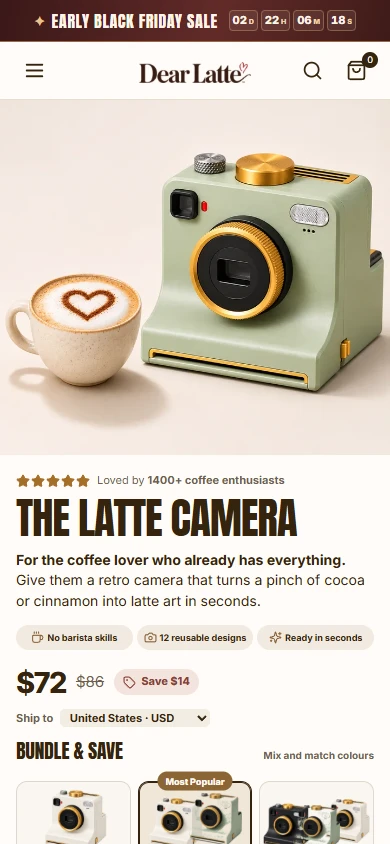 ✦ EARLY BLACK FRIDAY SALE 02 D 22 H 06 M 18 S
Dear Latte
0
Loved by 1400+ coffee enthusiasts
THE LATTE CAMERA
For the coffee lover who already has everything.
Give them a retro camera that turns a pinch of cocoa
or cinnamon into latte art in seconds.
No barista skills 12 reusable designs Ready in seconds
$72 $86 Save $14
Ship to United States · USD
BUNDLE & SAVE Mix and match colours
Most Popular